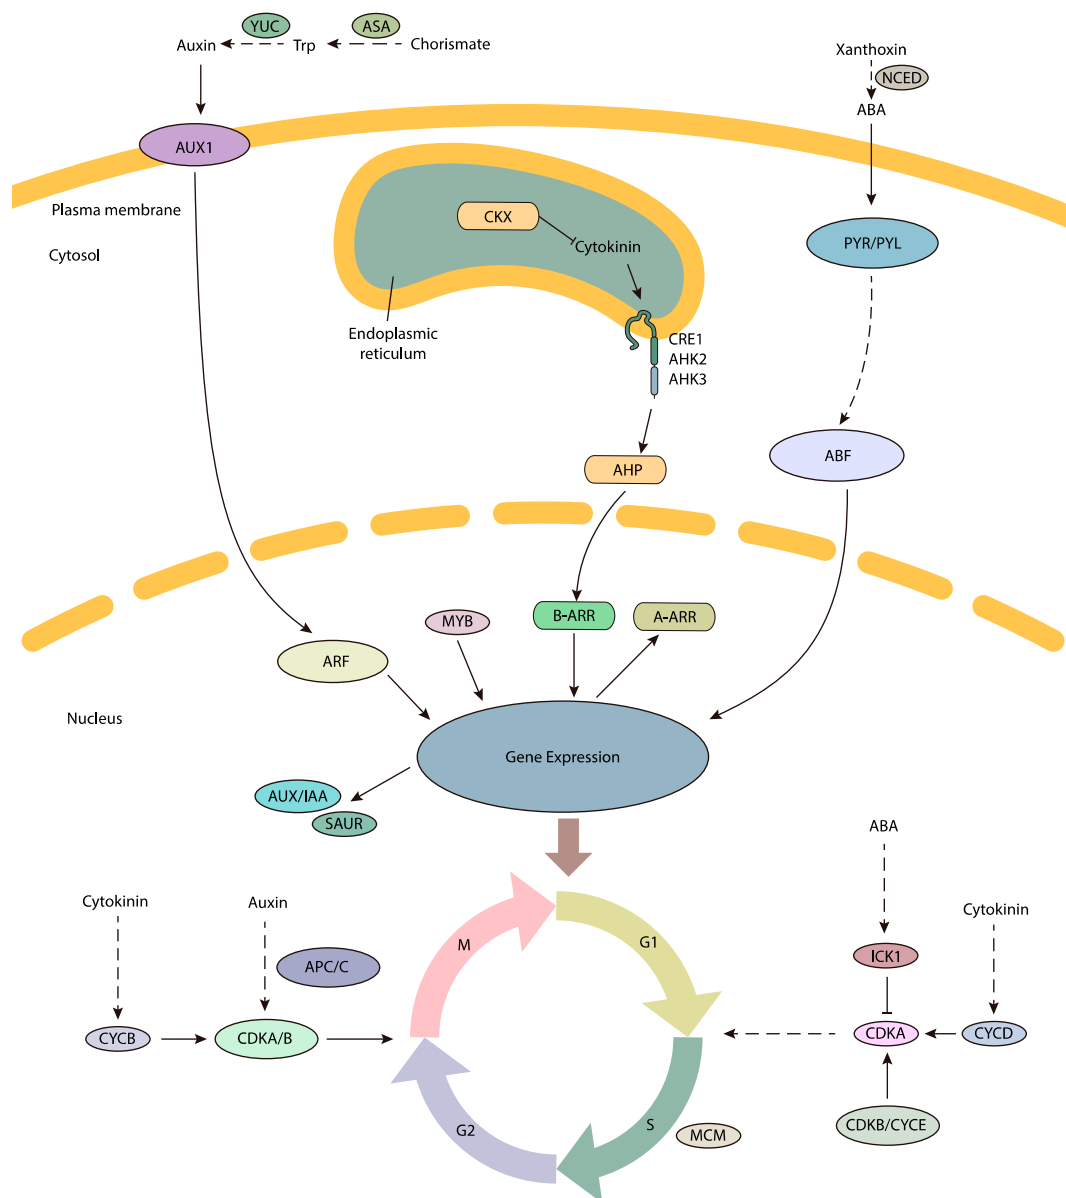 YUC
ASA
Auxin
Trp
Chorismate
Xanthoxin
NCED
ABA
AUX1
Plasma membrane
Cytosol
CKX
Cytokinin
PYR/PYL
Endoplasmic
reticulum
CRE1
AHK2
AHK3
AHP
ABF
MYB
B-ARR
A-ARR
ARF
Nucleus
Gene Expression
AUX/IAA
SAUR
ABA
Cytokinin
Auxin
Cytokinin
M
G1
ICK1
APC/C
CYCB
CDKA/B
CDKA
CYCD
G2
S
MCM
CDKB/CYCE